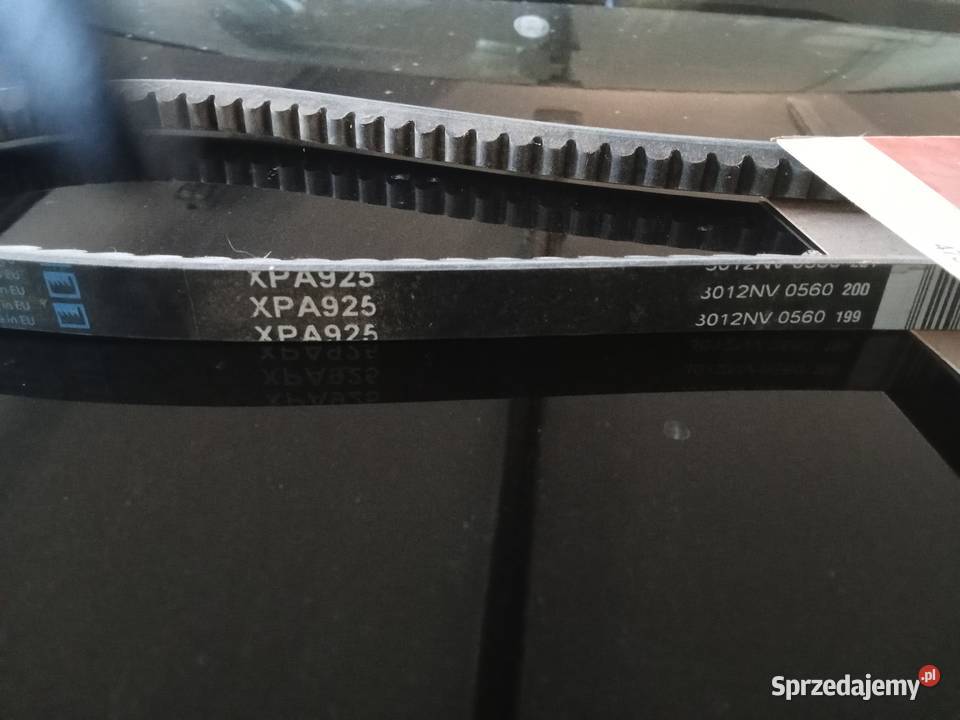 XPA925
XPA925
XPA925
in EU
in EU
3012NV 0560 200
3012NV 0560 199
Sprzedajemy.pl